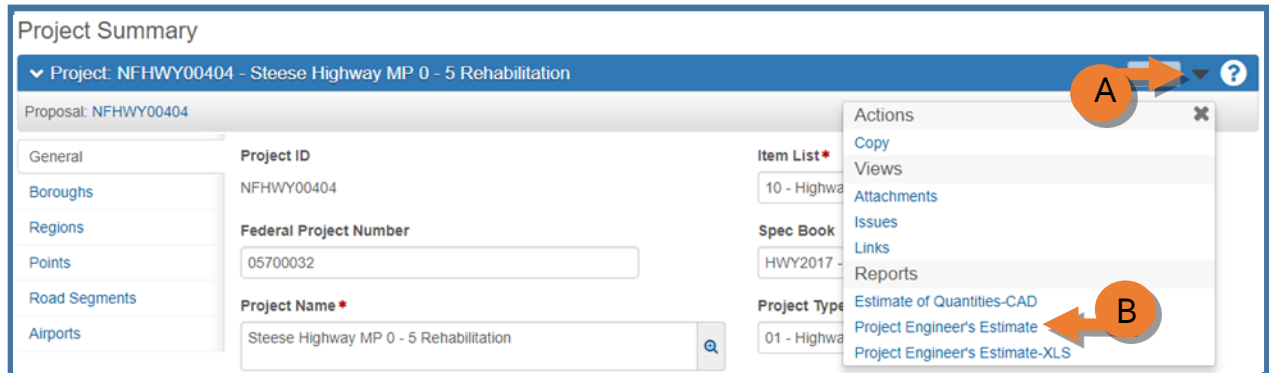 Project Summary
Project: NFHWY00404 - Steese Highway MP 0 - 5 Rehabilitation
A
?
Proposal: NFHWY00404
General
Boroughs
Regions
Points
Road Segments
Airports
Project ID
NFHWY00404
Federal Project Number
05700032
Project Name*
Steese Highway MP 0 - 5 Rehabilitation
Item List*
10 - Highwa
Spec Book
HWY2017 -
Project Type
01 - Highwa
Actions
Copy
Views
Attachments
Issues
Links
Reports
Estimate of Quantities-CAD
Project Engineer's Estimate
B
Project Engineer's Estimate-XLS